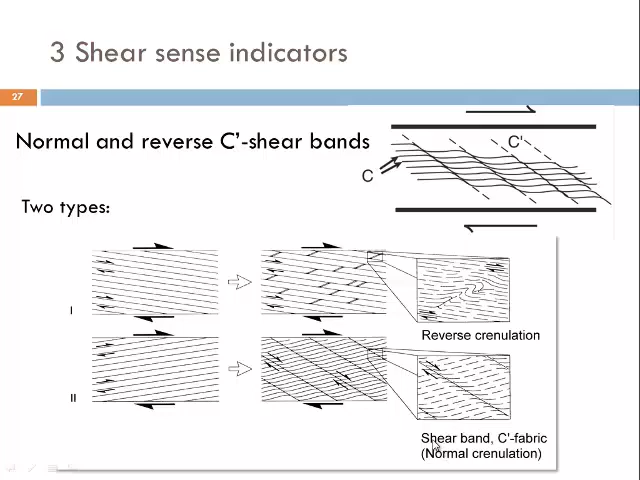 3 Shear sense indicators
27
Normal and reverse C'-shear bands
C'
C
Two types:
I
Reverse crenulation
II
Shear band, C'-fabric
(Normal crenulation)